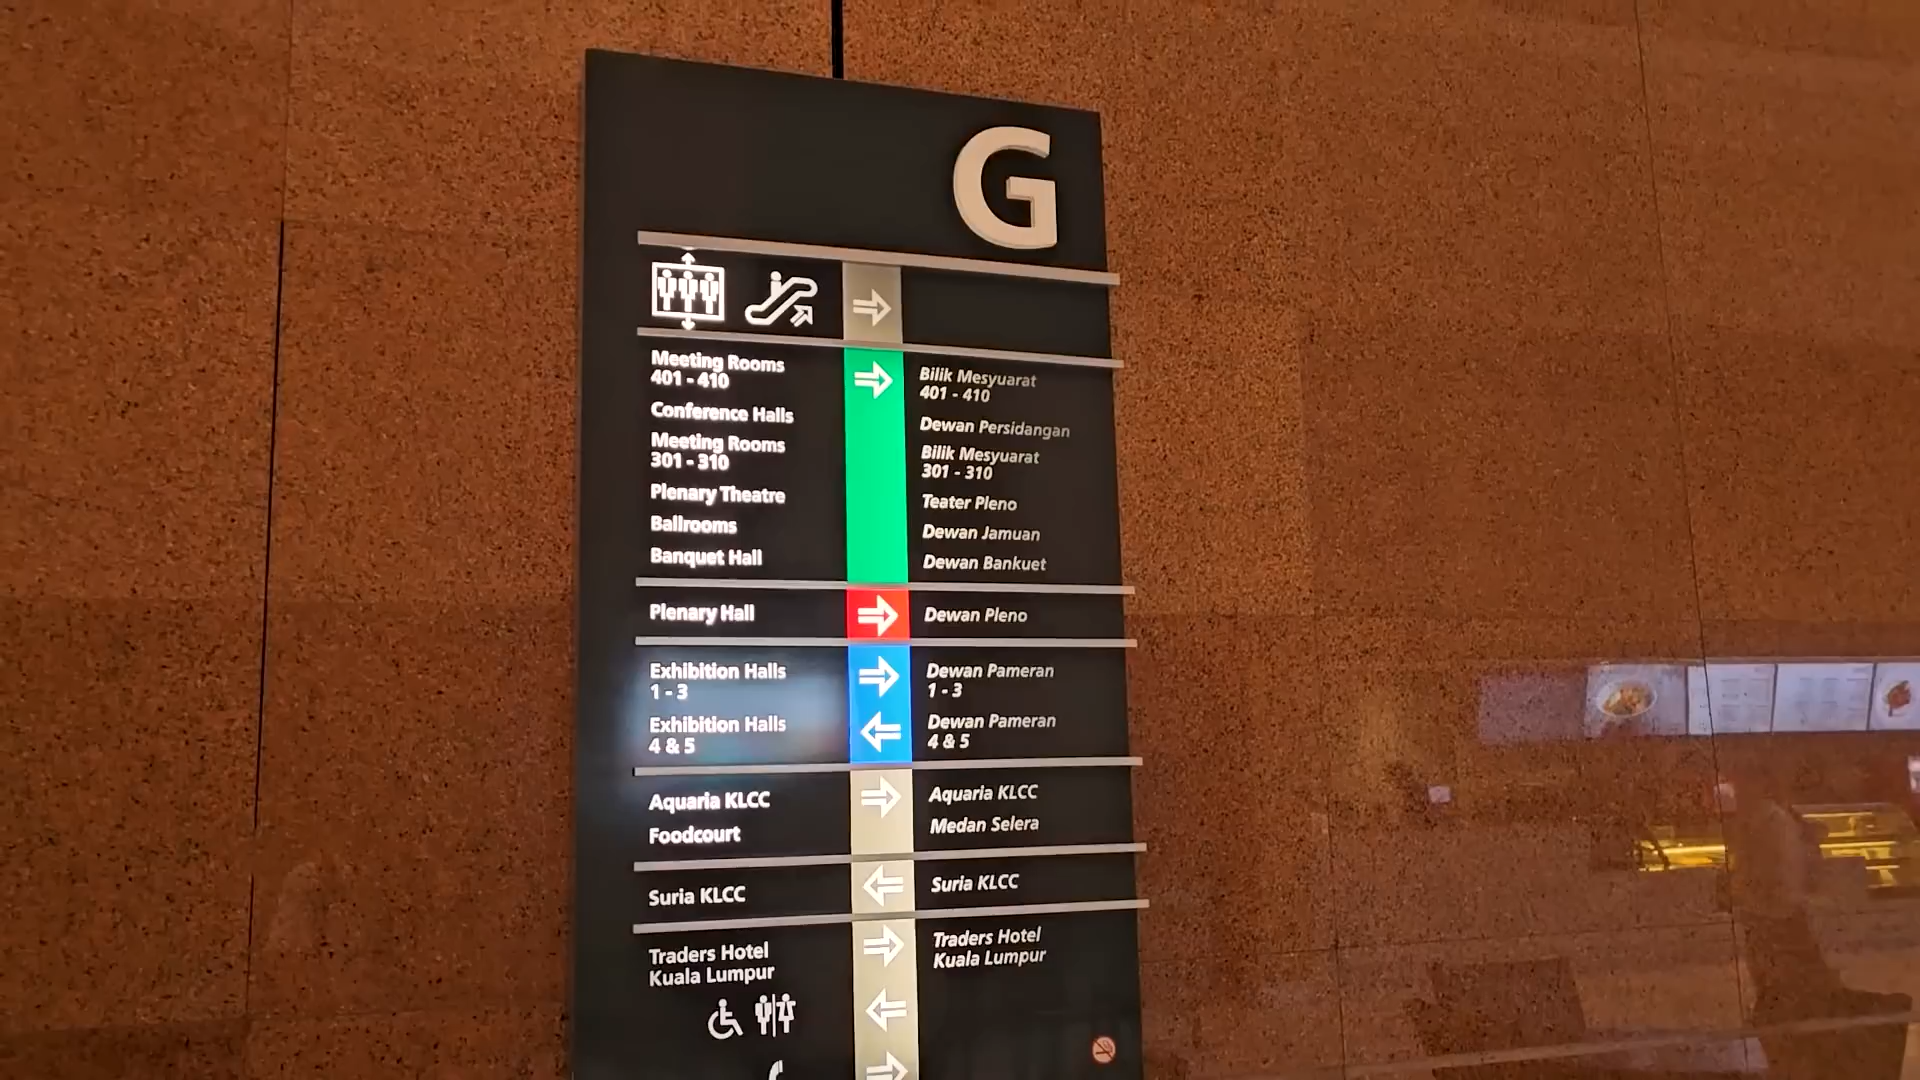 G
Meeting Rooms
401 - 410
Bilik Mesyuarat
401 - 410
Conference Halls
Dewan Persidangan
Meeting Rooms
301 - 310
Bilik Mesyuarat
301 - 310
Plenary Theatre
Teater Pleno
Ballrooms
Dewan Jamuan
Banquet Hall
Dewan Bankuet
Plenary Hall
Dewan Pleno
Exhibition Halls
1 - 3
Dewan Pameran
1 - 3
Exhibition Halls
4 & 5
Dewan Pameran
4 & 5
Aquaria KLCC
Aquaria KLCC
Foodcourt
Medan Selera
Suria KLCC
Suria KLCC
Traders Hotel
Kuala Lumpur
Traders Hotel
Kuala Lumpur